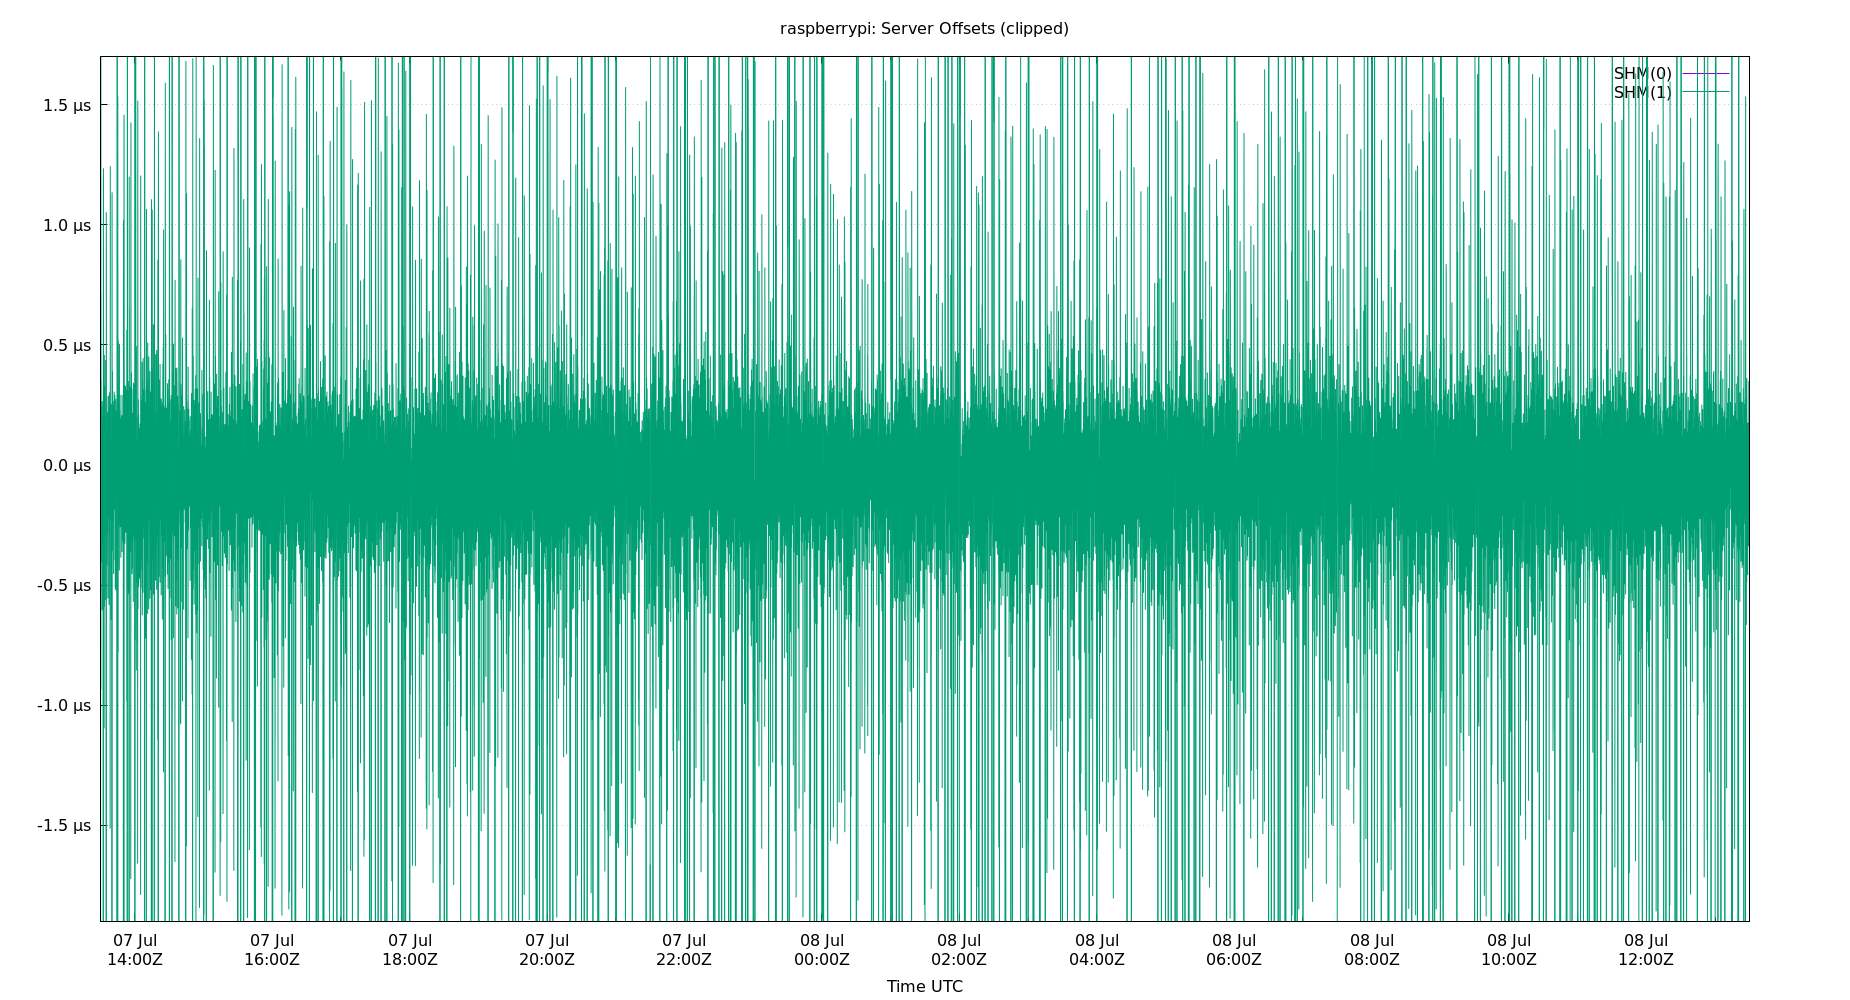 raspberrypi: Server Offsets (clipped)
SHM(0)
SHM(1)
1.5 µs
1.0 µs
0.5 µs
0.0 µs
-0.5 µs
-1.0 µs
-1.5 µs
07 Jul 07 Jul 07 Jul 07 Jul 07 Jul 08 Jul 08 Jul 08 Jul 08 Jul 08 Jul 08 Jul 08 Jul
14:00Z 16:00Z 18:00Z 20:00Z 22:00Z 00:00Z 02:00Z 04:00Z 06:00Z 08:00Z 10:00Z 12:00Z
Time UTC